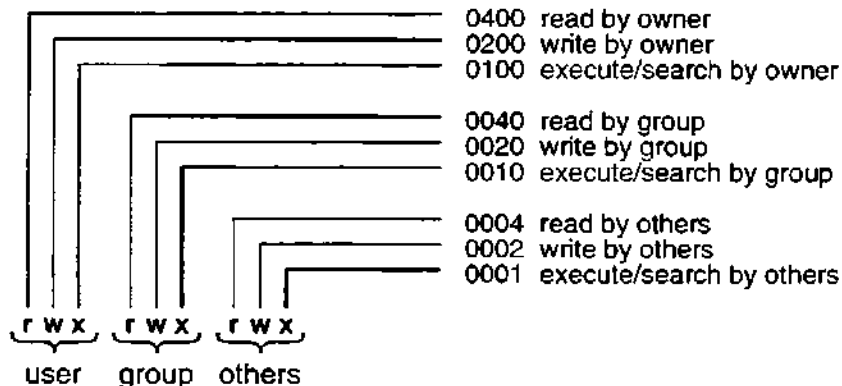 0400 read by owner
0200 write by owner
0100 execute/search by owner
0040 read by group
0020 write by group
0010 execute/search by group
0004 read by others
0002 write by others
0001 execute/search by others
r w x r w x r w x
user group others